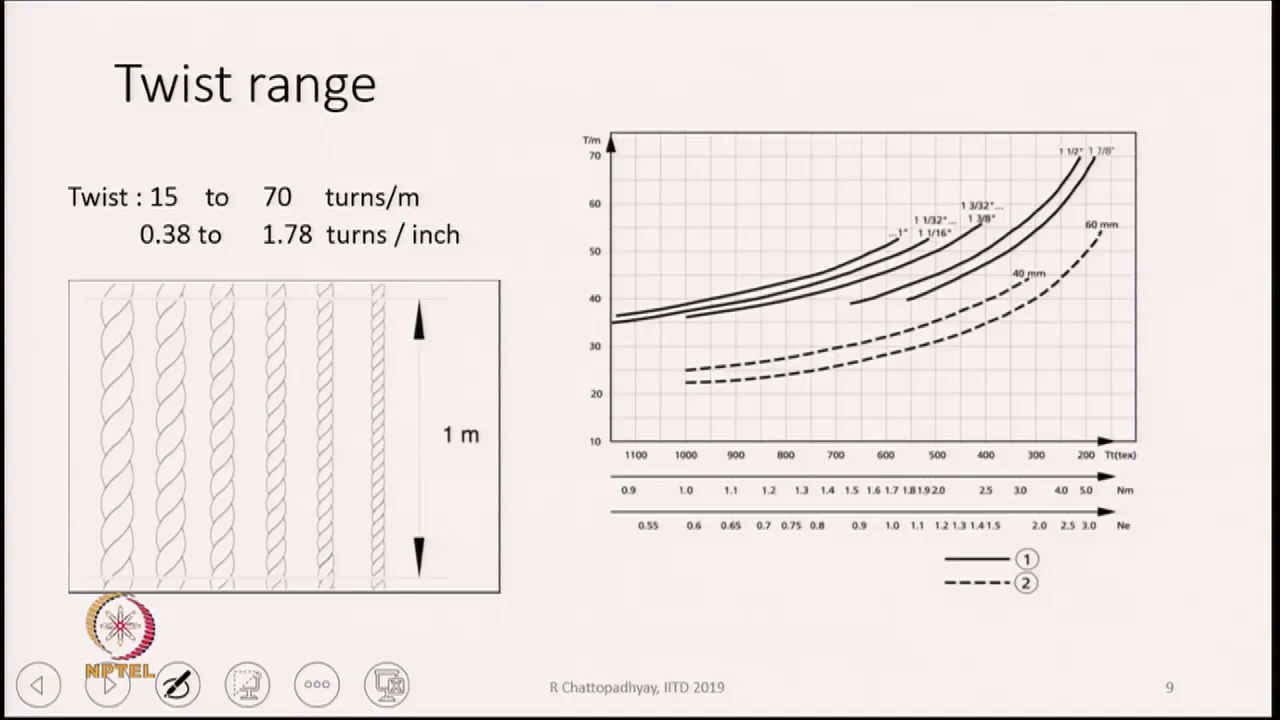 Twist range
Twist : 15 to 70 turns/m
0.38 to 1.78 turns / inch
1 m
T/m
70
60
50
40
30
20
10
...1"
1 1/32"...
1 1/16"
1 3/32"...
1 3/8"
1 1/2"
1 7/8"
40 mm
60 mm
1100 1000 900 800 700 600 500 400 300 200 Tt(tex)
0.9 1.0 1.1 1.2 1.3 1.4 1.5 1.6 1.7 1.8 1.9 2.0 2.5 3.0 4.0 5.0 Nm
0.55 0.6 0.65 0.7 0.75 0.8 0.9 1.0 1.1 1.2 1.3 1.4 1.5 2.0 2.5 3.0 Ne
1
2
NPTEL
R Chattopadhyay, IITD 2019
9